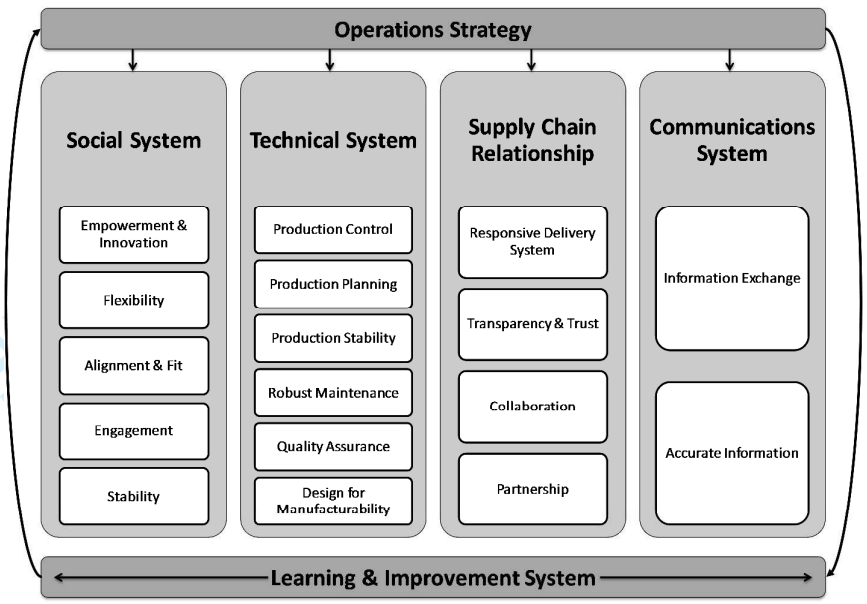 Operations Strategy
Social System
Empowerment &
Innovation
Flexibility
Alignment & Fit
Engagement
Stability
Technical System
Production Control
Production Planning
Production Stability
Robust Maintenance
Quality Assurance
Design for
Manufacturability
Supply Chain
Relationship
Responsive Delivery
System
Transparency & Trust
Collaboration
Partnership
Communications
System
Information Exchange
Accurate Information
Learning & Improvement System